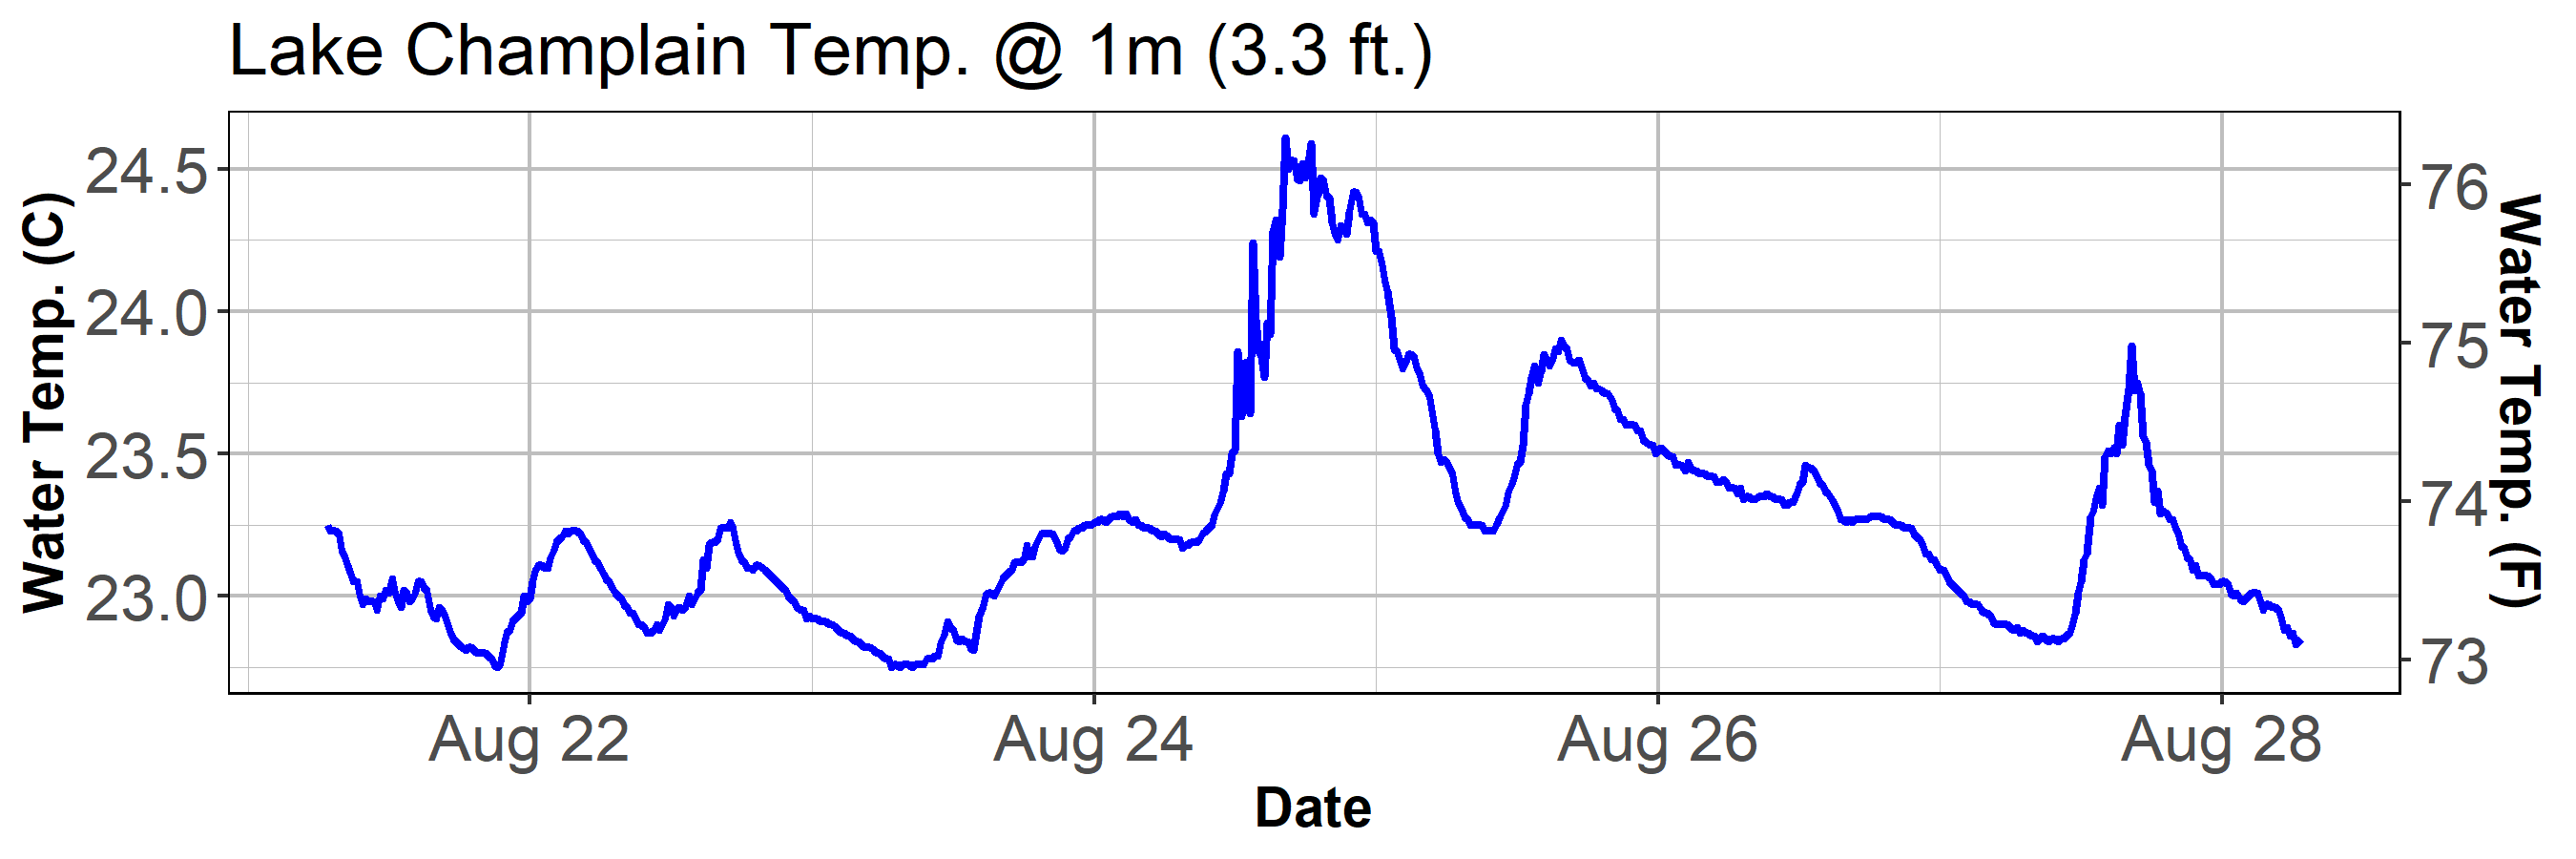 Lake Champlain Temp. @ 1m (3.3 ft.)
Water Temp. (C)
24.5
24.0
23.5
23.0
76
75
74
73
Water Temp. (F)
Aug 22
Aug 24
Aug 26
Aug 28
Date